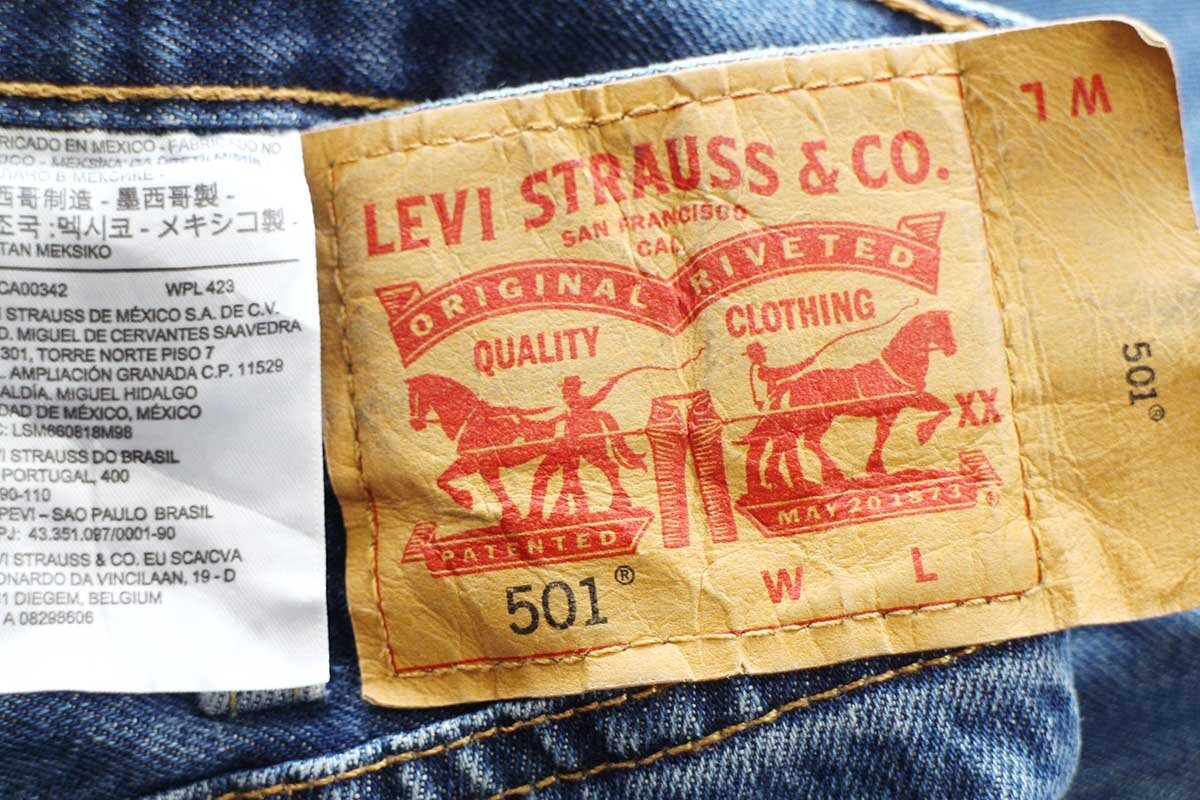 RICADO EN MEXICO - FABRICADO NO
西哥制造 - 墨西哥製 -
조국 :멕시코 - メキシコ製 -
TAN MEKSIKO
CA00342 WPL 423
I STRAUSS DE MÉXICO S.A. DE C.V.
D. MIGUEL DE CERVANTES SAAVEDRA
301, TORRE NORTE PISO 7
L. AMPLIACIÓN GRANADA C.P. 11529
ALDÍA. MIGUEL HIDALGO
DAD DE MÉXICO, MÉXICO
C: LSM660818M98
VI STRAUSS DO BRASIL
PORTUGAL, 400
90-110
PEVI – SAO PAULO BRASIL
PJ: 43.351.097/0001-90
VI STRAUSS & CO. EU SCA/CVA
ONARDO DA VINCILAAN, 19 - D
31 DIEGEM, BELGIUM
A 08298606
LEVI STRAUSS & CO.
SAN FRANCISCO
CAL
ORIGINAL RIVETED
QUALITY CLOTHING
XX
PATENTED MAY 20 1873 ®
501® W L
W L
501®